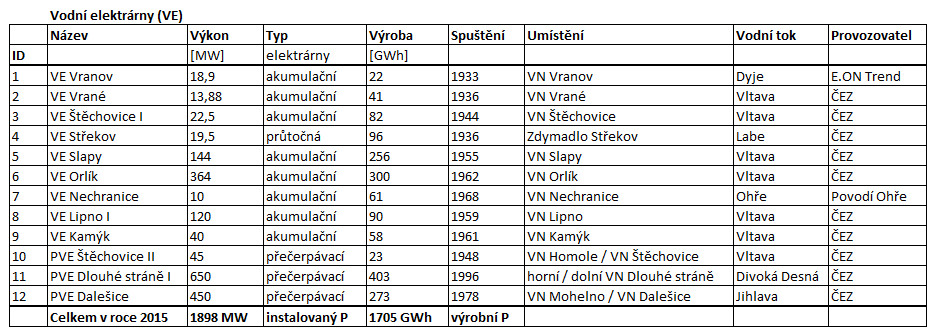 Vodní elektrárny (VE)
Název Výkon Typ Výroba Spuštění Umístění Vodní tok Provozovatel
ID [MW] elektrárny [GWh]
1 VE Vranov 18,9 akumulační 22 1933 VN Vranov Dyje E.ON Trend
2 VE Vrané 13,88 akumulační 41 1936 VN Vrané Vltava ČEZ
3 VE Štěchovice I 22,5 akumulační 82 1944 VN Štěchovice Vltava ČEZ
4 VE Střekov 19,5 průtočná 96 1936 Zdymadlo Střekov Labe ČEZ
5 VE Slapy 144 akumulační 256 1955 VN Slapy Vltava ČEZ
6 VE Orlík 364 akumulační 300 1962 VN Orlík Vltava ČEZ
7 VE Nechranice 10 akumulační 61 1968 VN Nechranice Ohře Povodí Ohře
8 VE Lipno I 120 akumulační 90 1959 VN Lipno Vltava ČEZ
9 VE Kamýk 40 akumulační 58 1961 VN Kamýk Vltava ČEZ
10 PVE Štěchovice II 45 přečerpávací 23 1948 VN Homole / VN Štěchovice Vltava ČEZ
11 PVE Dlouhé stráně I 650 přečerpávací 403 1996 horní / dolní VN Dlouhé stráně Divoká Desná ČEZ
12 PVE Dalešice 450 přečerpávací 273 1978 VN Mohelno / VN Dalešice Jihlava ČEZ
Celkem v roce 2015 1898 MW instalovaný P 1705 GWh výrobní P